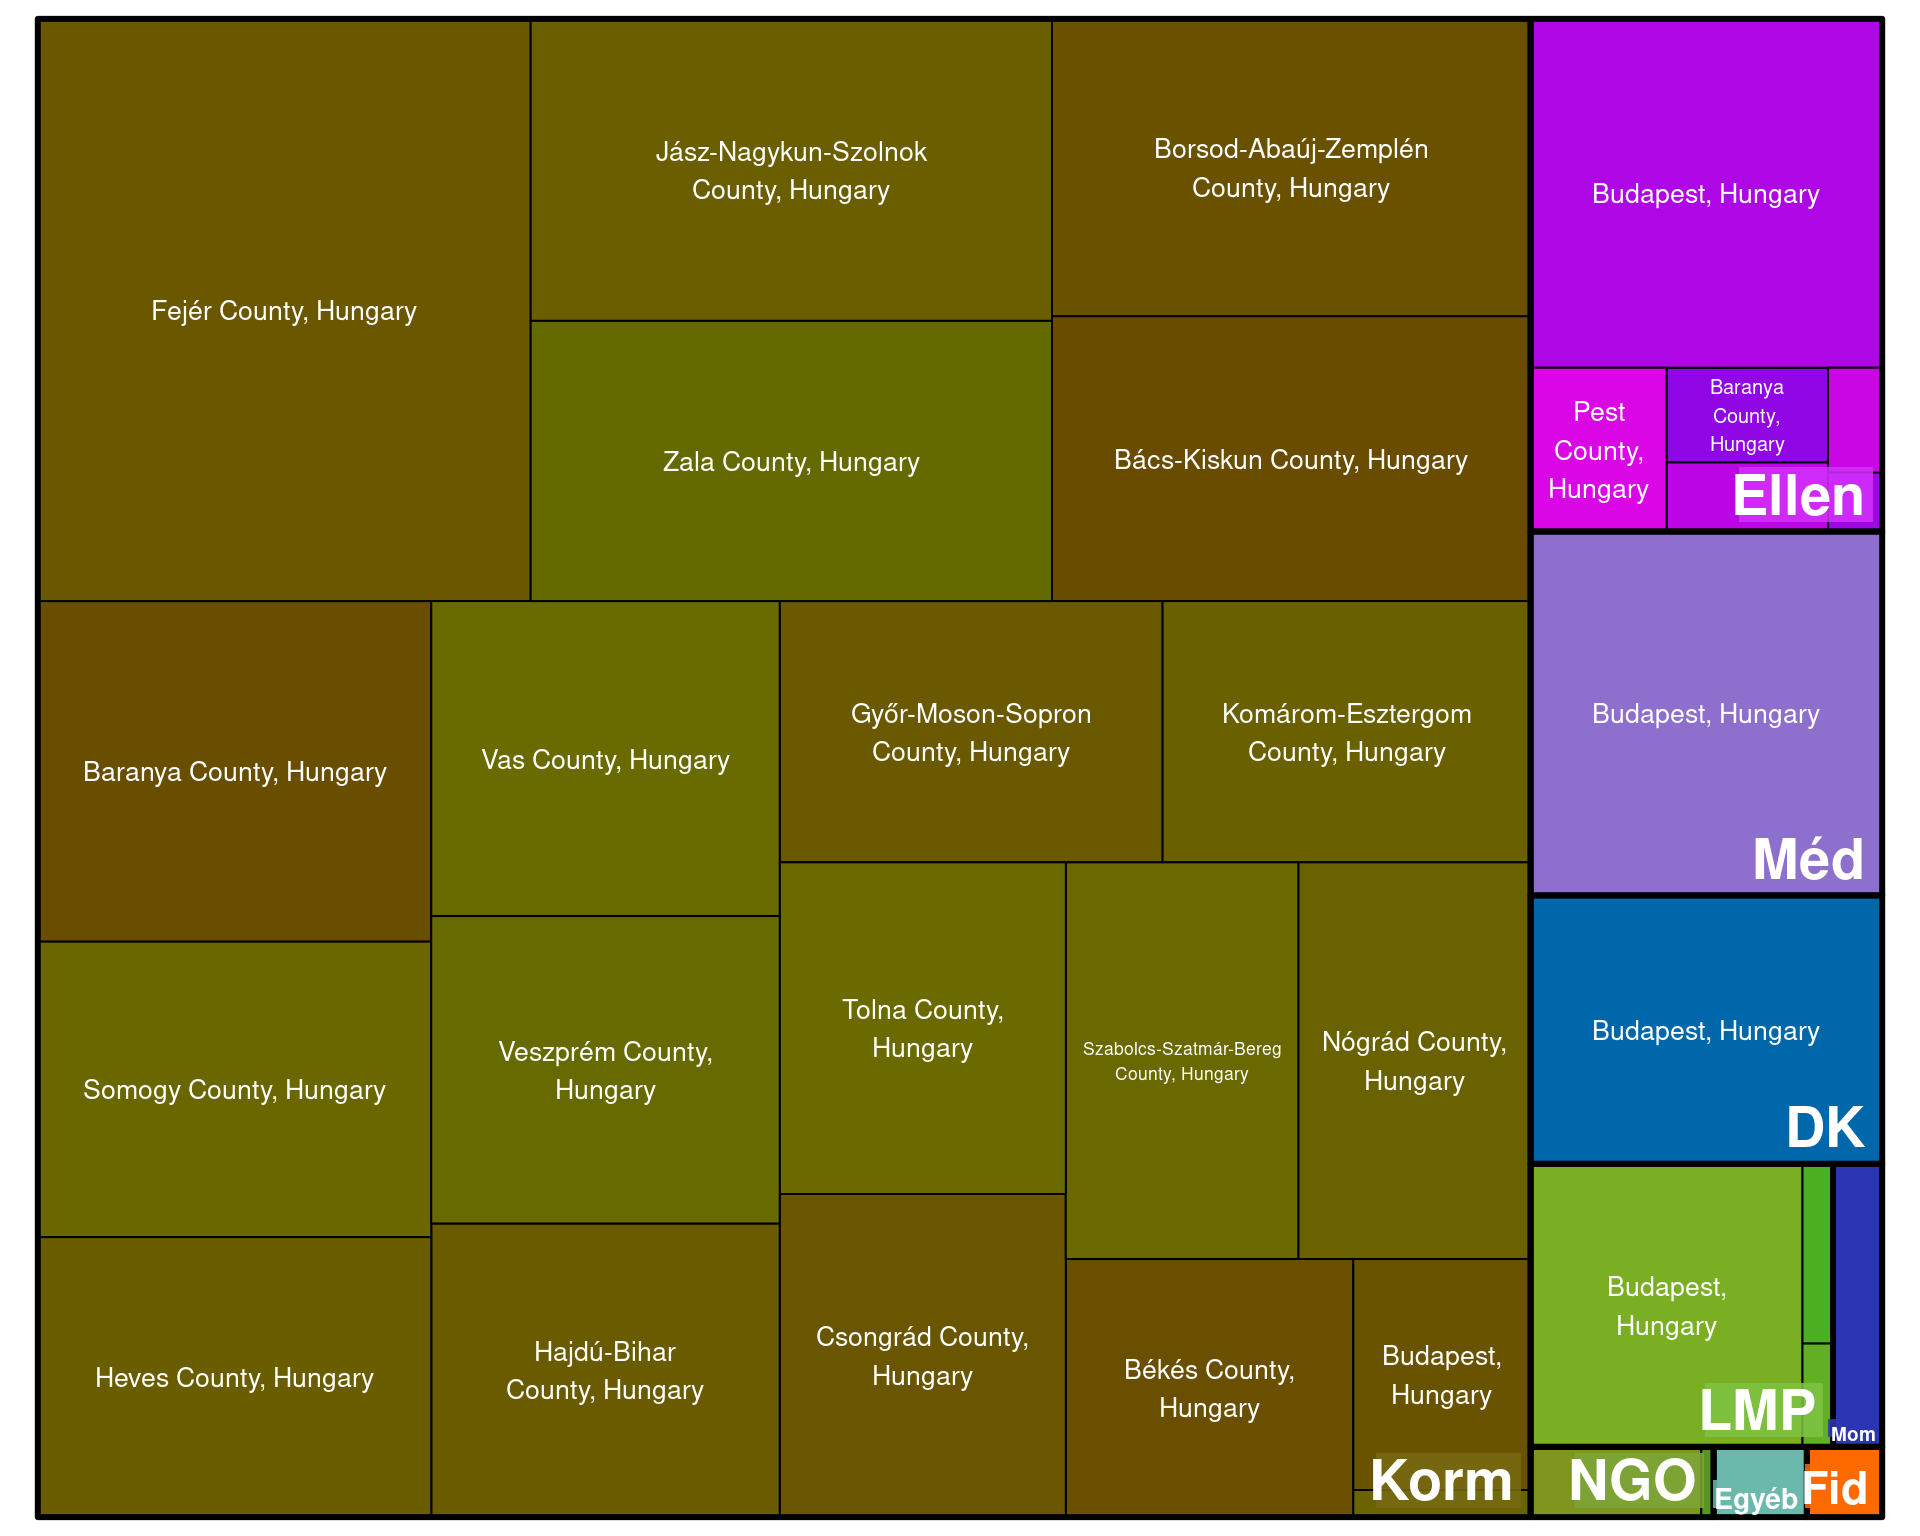 Fejér County, Hungary
Jász-Nagykun-Szolnok
County, Hungary
Borsod-Abaúj-Zemplén
County, Hungary
Zala County, Hungary
Bács-Kiskun County, Hungary
Baranya County, Hungary
Vas County, Hungary
Győr-Moson-Sopron
County, Hungary
Komárom-Esztergom
County, Hungary
Somogy County, Hungary
Veszprém County,
Hungary
Tolna County,
Hungary
Szabolcs-Szatmár-Bereg
County, Hungary
Nógrád County,
Hungary
Heves County, Hungary
Hajdú-Bihar
County, Hungary
Csongrád County,
Hungary
Békés County,
Hungary
Budapest,
Hungary
Korm
Budapest, Hungary
Pest
County,
Hungary
Baranya
County,
Hungary
Ellen
Budapest, Hungary
Méd
Budapest, Hungary
DK
Budapest,
Hungary
LMP
Mom
NGO
Egyéb
Fid